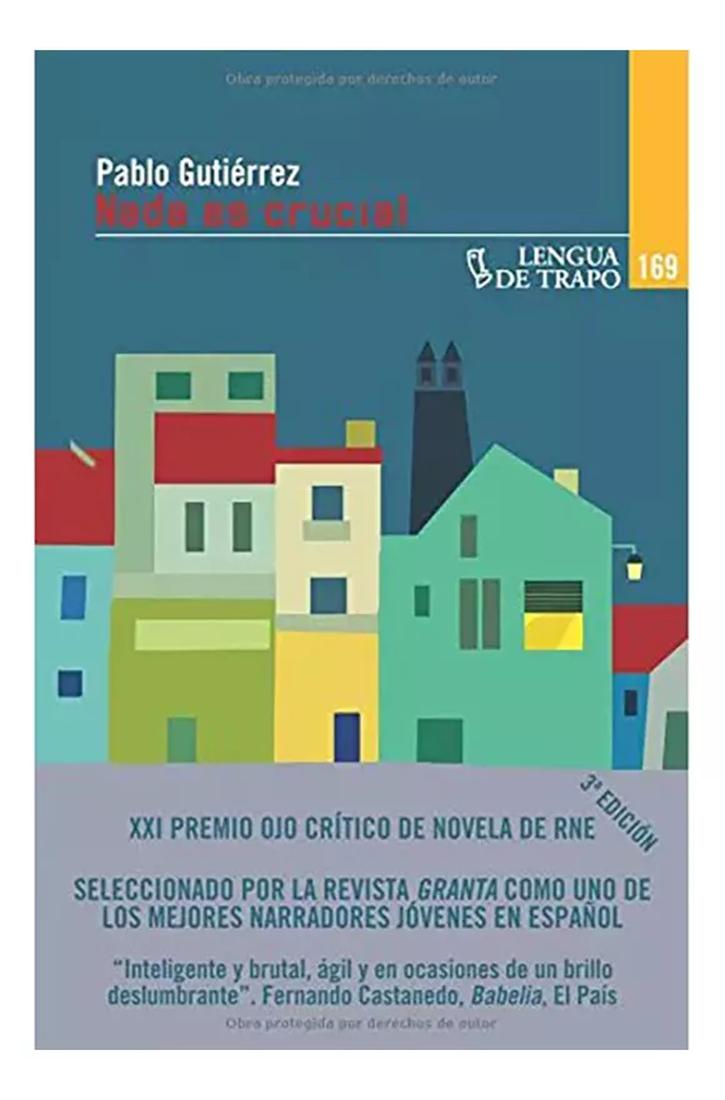 Obra protegida por derechos de autor
Pablo Gutiérrez
Nada es crucial
LENGUA
DE TRAPO
169
3ª EDICIÓN
XXI PREMIO OJO CRÍTICO DE NOVELA DE RNE
SELECCIONADO POR LA REVISTA GRANTA COMO UNO DE
LOS MEJORES NARRADORES JÓVENES EN ESPAÑOL
“Inteligente y brutal, ágil y en ocasiones de un brillo
deslumbrante”. Fernando Castanedo, Babelia, El País
Obra protegida por derechos de autor